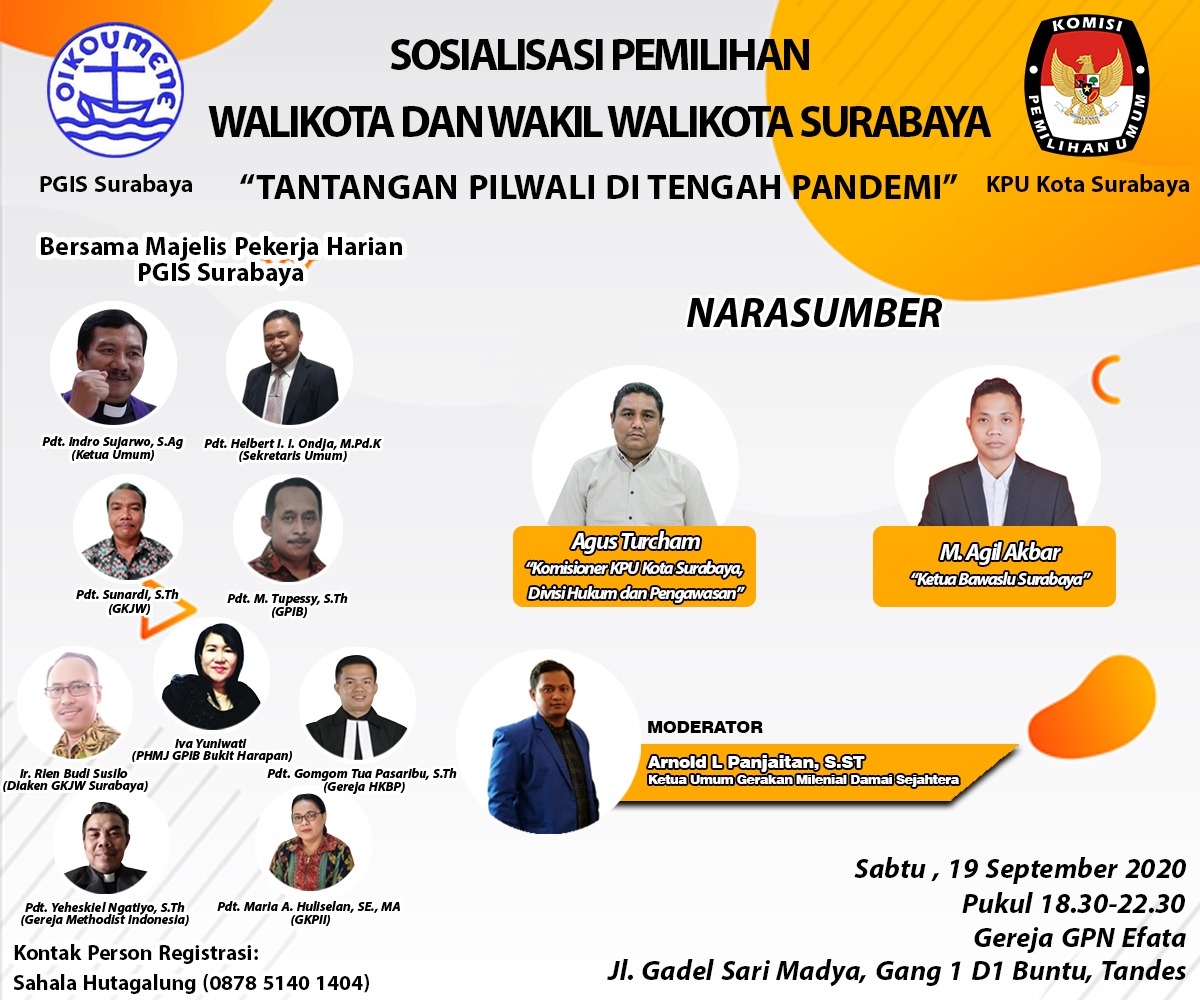 OIKOUMENE
PGIS Surabaya
SOSIALISASI PEMILIHAN
WALIKOTA DAN WAKIL WALIKOTA SURABAYA
“TANTANGAN PILWALI DI TENGAH PANDEMI”
KOMISI
PEMILIHAN UMUM
KPU Kota Surabaya
Bersama Majelis Pekerja Harian
PGIS Surabaya
Pdt. Indro Sujarwo, S.Ag
(Ketua Umum)
Pdt. Helbert I. I. Ondja, M.Pd.K
(Sekretaris Umum)
Pdt. Sunardi, S.Th
(GKJW)
Pdt. M. Tupessy, S.Th
(GPIB)
Iva Yuniwati
(PHMJ GPIB Bukit Harapan)
Ir. Rien Budi Susilo
(Diaken GKJW Surabaya)
Pdt. Gomgom Tua Pasaribu, S.Th
(Gereja HKBP)
Pdt. Yeheskiel Ngatiyo, S.Th
(Gereja Methodist Indonesia)
Pdt. Maria A. Huliselan, SE., MA
(GKPII)
Kontak Person Registrasi:
Sahala Hutagalung (0878 5140 1404)
NARASUMBER
Agus Turcham
“Komisioner KPU Kota Surabaya,
Divisi Hukum dan Pengawasan”
M. Agil Akbar
“Ketua Bawaslu Surabaya”
MODERATOR
Arnold L Panjaitan, S.ST
Ketua Umum Gerakan Milenial Damai Sejahtera
Sabtu , 19 September 2020
Pukul 18.30-22.30
Gereja GPN Efata
Jl. Gadel Sari Madya, Gang 1 D1 Buntu, Tandes